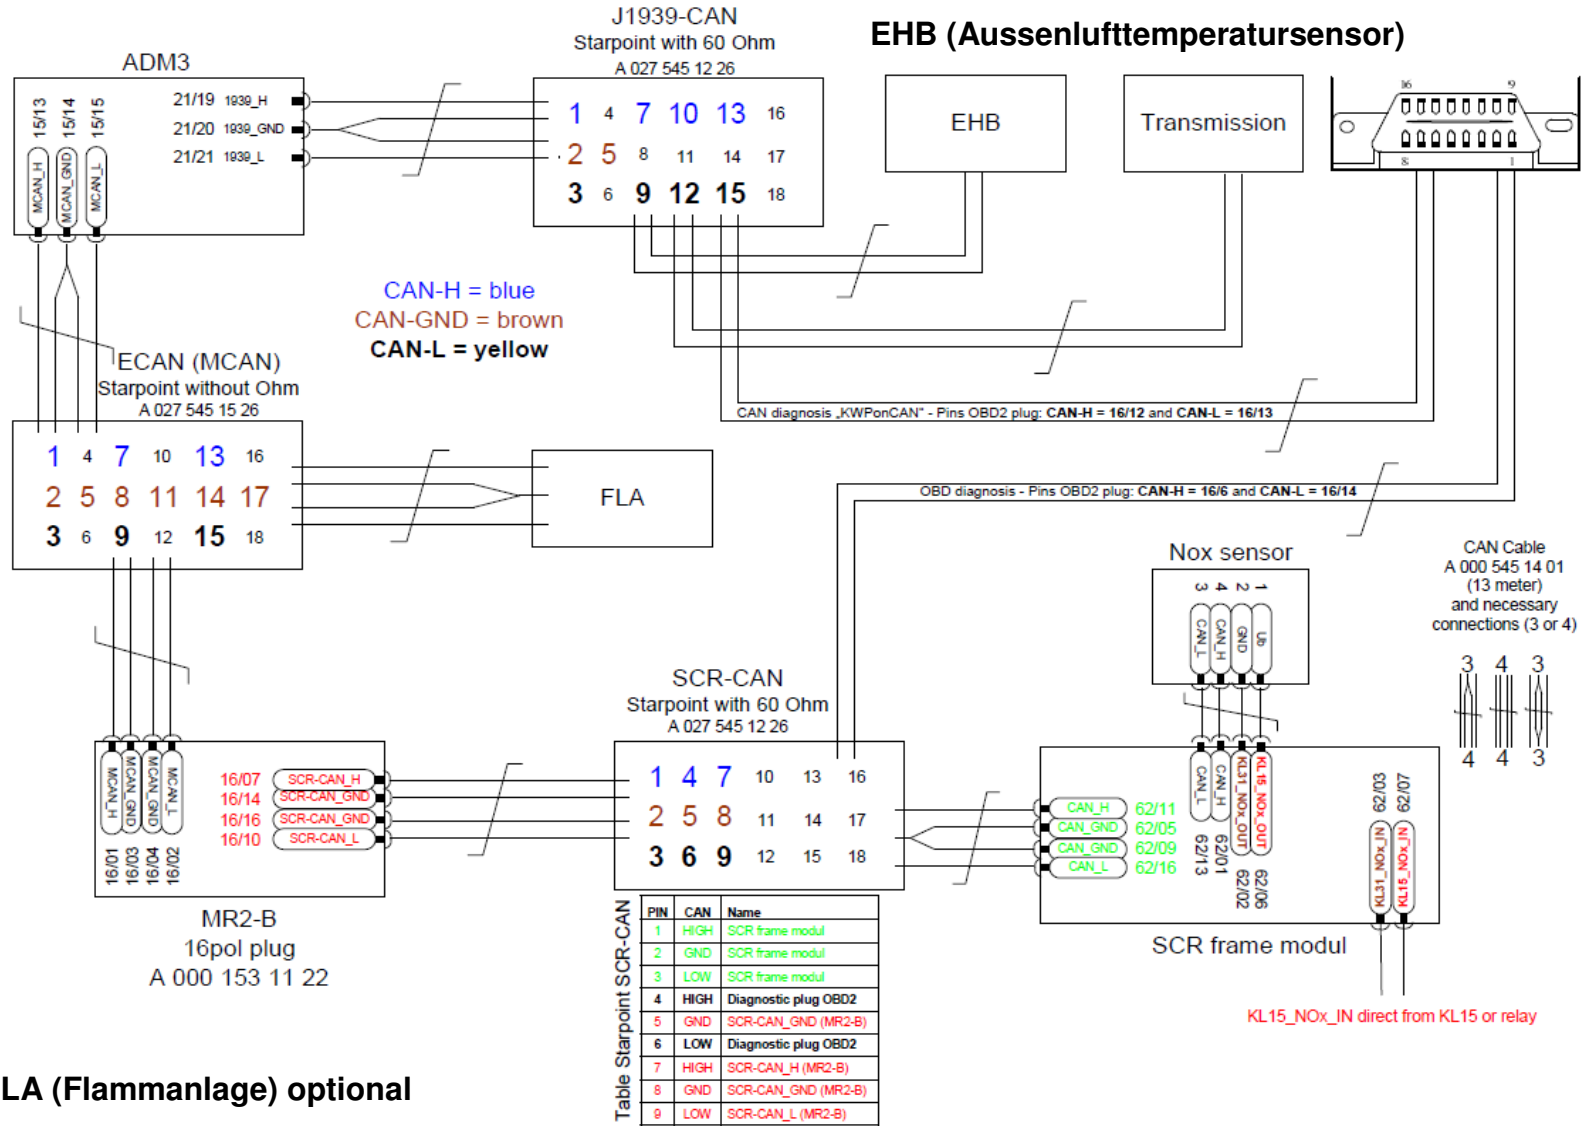 J1939-CAN
Starpoint with 60 Ohm
A 027 545 12 26
EHB (Aussenlufttemperatursensor)
ADM3
15/13
15/14
15/15
MCAN_H
MCAN_GND
MCAN_L
21/19 1939_H
21/20 1939_GND
21/21 1939_L
1 4 7 10 13 16
2 5 8 11 14 17
3 6 9 12 15 18
EHB
Transmission
16 9
8 1
CAN-H = blue
CAN-GND = brown
CAN-L = yellow
ECAN (MCAN)
Starpoint without Ohm
A 027 545 15 26
1 4 7 10 13 16
2 5 8 11 14 17
3 6 9 12 15 18
FLA
CAN diagnosis „KWPonCAN" - Pins OBD2 plug: CAN-H = 16/12 and CAN-L = 16/13
OBD diagnosis - Pins OBD2 plug: CAN-H = 16/6 and CAN-L = 16/14
Nox sensor
3 4 2 1
CAN_L
CAN_H
GND
Ub
CAN Cable
A 000 545 14 01
(13 meter)
and necessary
connections (3 or 4)
3 4 3
4 4 3
SCR-CAN
Starpoint with 60 Ohm
A 027 545 12 26
1 4 7 10 13 16
2 5 8 11 14 17
3 6 9 12 15 18
MCAN_H
MCAN_GND
MCAN_GND
MCAN_L
16/01
16/03
16/04
16/02
16/07 SCR-CAN_H
16/14 SCR-CAN_GND
16/16 SCR-CAN_GND
16/10 SCR-CAN_L
MR2-B
16pol plug
A 000 153 11 22
CAN_H 62/11
CAN_GND 62/05
CAN_GND 62/09
CAN_L 62/16
CAN_L
CAN_H
KL31_NOx_OUT
KL15_NOx_OUT
62/13
62/01
62/02
62/06
62/03
62/07
KL31_NOx_IN
KL15_NOx_IN
SCR frame modul
KL15_NOx_IN direct from KL15 or relay
Table Starpoint SCR-CAN
PIN CAN Name
1 HIGH SCR frame modul
2 GND SCR frame modul
3 LOW SCR frame modul
4 HIGH Diagnostic plug OBD2
5 GND SCR-CAN_GND (MR2-B)
6 LOW Diagnostic plug OBD2
7 HIGH SCR-CAN_H (MR2-B)
8 GND SCR-CAN_GND (MR2-B)
9 LOW SCR-CAN_L (MR2-B)
LA (Flammanlage) optional